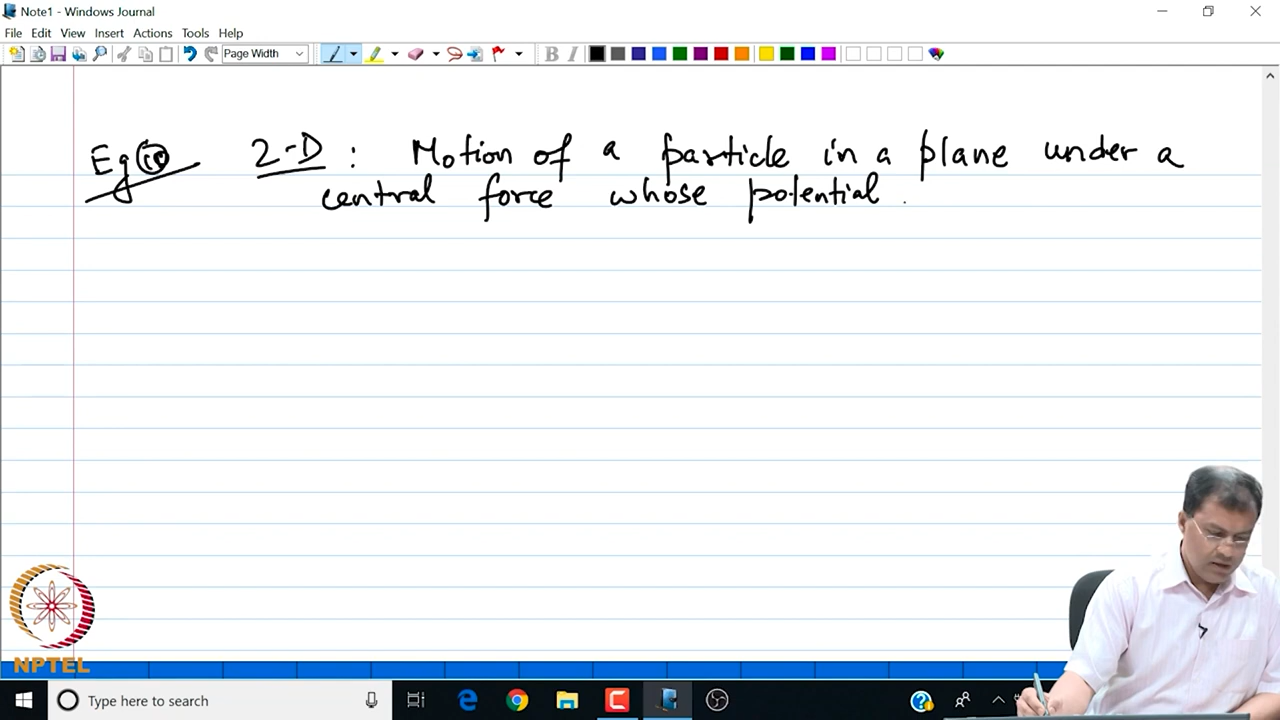 Note1 - Windows Journal
File Edit View Insert Actions Tools Help
Page Width
B I
2-D : Motion of a particle in a plane under a
central force whose potential
NPTEL
Type here to search